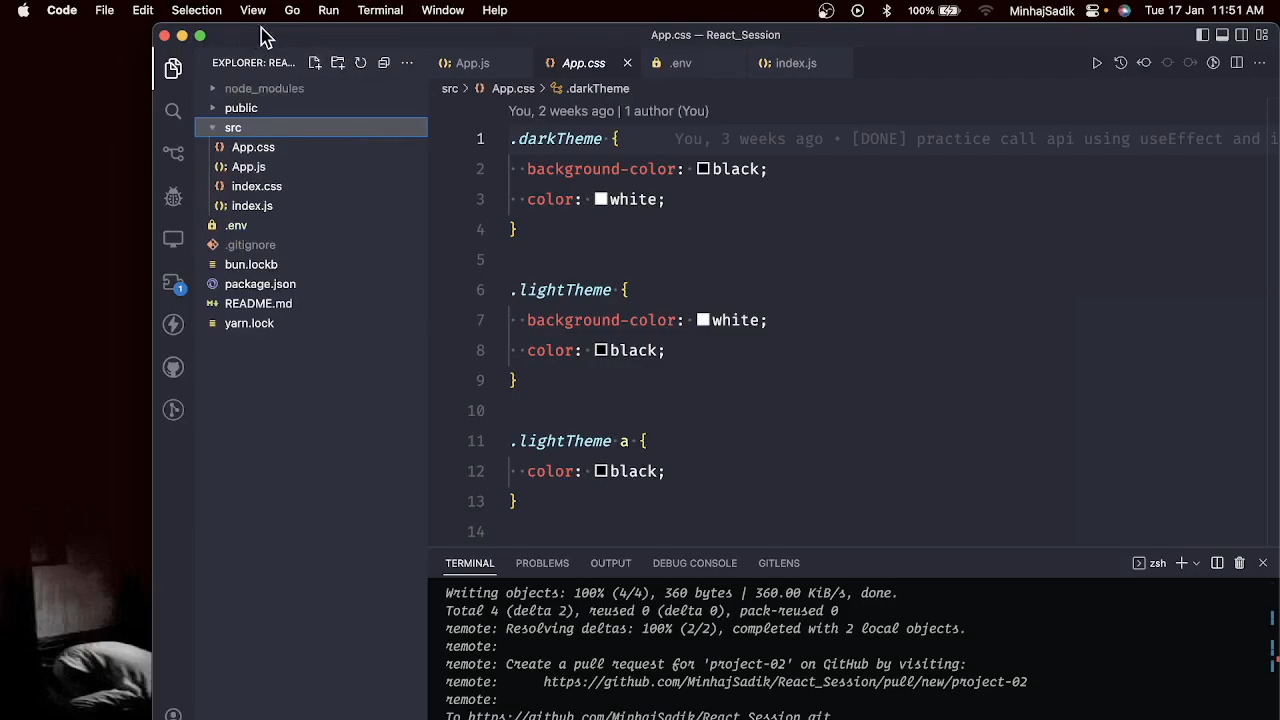 Code File Edit Selection View Go Run Terminal Window Help 100% MinhajSadik Tue 17 Jan 11:51 AM
App.css — React_Session
EXPLORER: REA...
App.js App.css .env index.js
src > App.css > .darkTheme
node_modules
public
src
App.css
App.js
index.css
index.js
.env
.gitignore
bun.lockb
package.json
README.md
yarn.lock
1
You, 2 weeks ago | 1 author (You)
1 .darkTheme { You, 3 weeks ago • [DONE] practice call api using useEffect and i
2 background-color: black;
3 color: white;
4 }
5
6 .lightTheme {
7 background-color: white;
8 color: black;
9 }
10
11 .lightTheme a {
12 color: black;
13 }
14
TERMINAL PROBLEMS OUTPUT DEBUG CONSOLE GITLENS zsh
Writing objects: 100% (4/4), 360 bytes | 360.00 KiB/s, done.
Total 4 (delta 2), reused 0 (delta 0), pack-reused 0
remote: Resolving deltas: 100% (2/2), completed with 2 local objects.
remote:
remote: Create a pull request for 'project-02' on GitHub by visiting:
remote: https://github.com/MinhajSadik/React_Session/pull/new/project-02
remote:
To https://github.com/MinhajSadik/React_Session.git